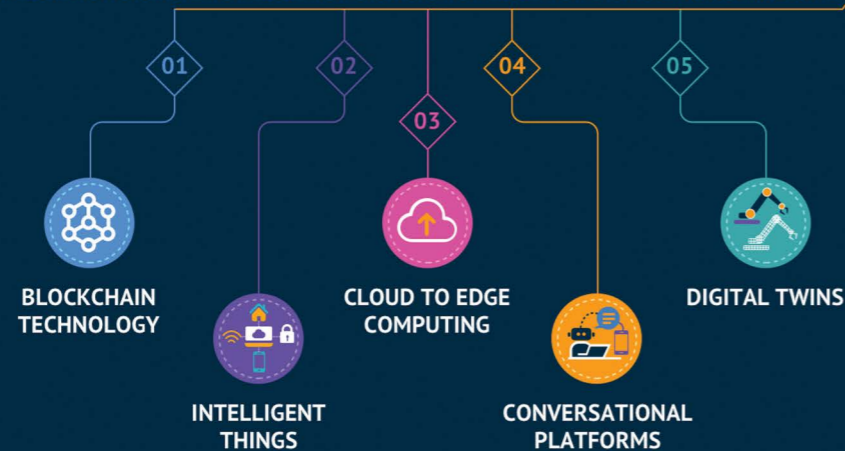 01
02
03
04
05
BLOCKCHAIN
TECHNOLOGY
INTELLIGENT
THINGS
CLOUD TO EDGE
COMPUTING
CONVERSATIONAL
PLATFORMS
DIGITAL TWINS